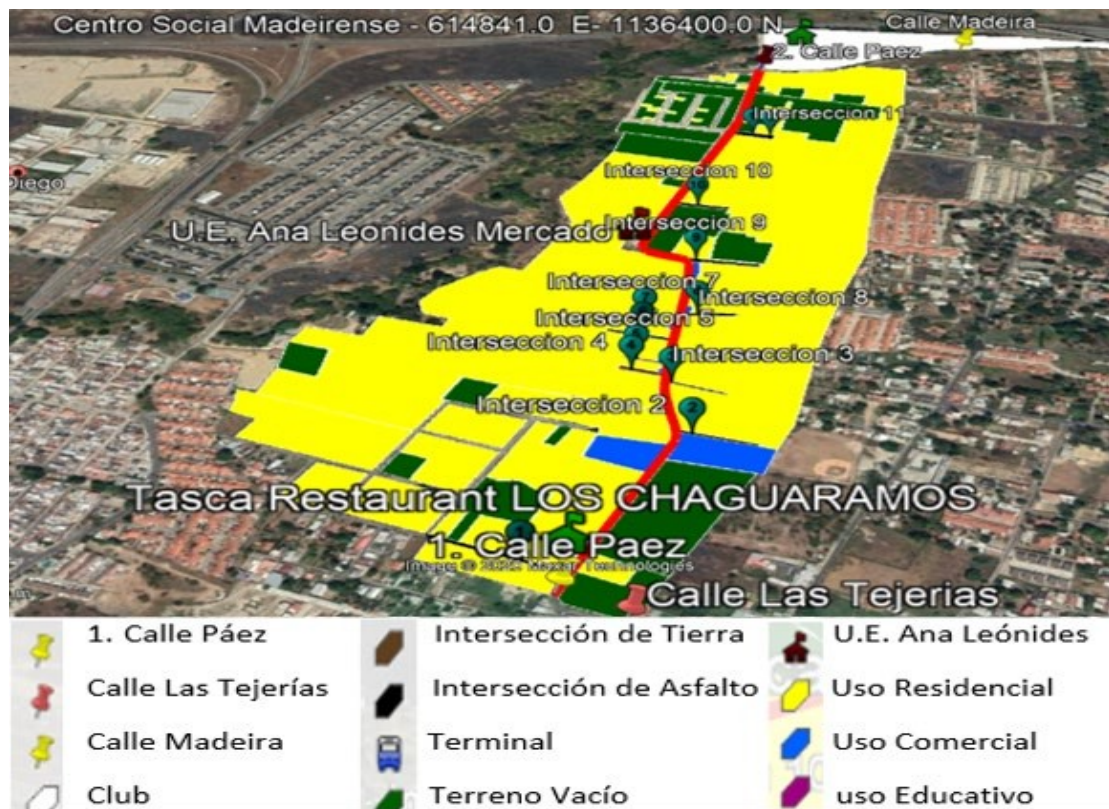 Centro Social Madeirense - 614841.0 E- 1136400.0 N
Calle Madeira
2. Calle Paez
Interseccion 11
Diego
Interseccion 10
Interseccion 9
U.E. Ana Leonides Mercado
Interseccion 7
Interseccion 8
Interseccion 5
Interseccion 4
Interseccion 3
Interseccion 2
2
Tasca Restaurant LOS CHAGUARAMOS
1. Calle Paez
Technologies
Calle Las Tejerias
1. Calle Páez
Intersección de Tierra
U.E. Ana Leónides
Calle Las Tejerías
Intersección de Asfalto
Uso Residencial
Calle Madeira
Terminal
Uso Comercial
Club
Terreno Vacío
uso Educativo